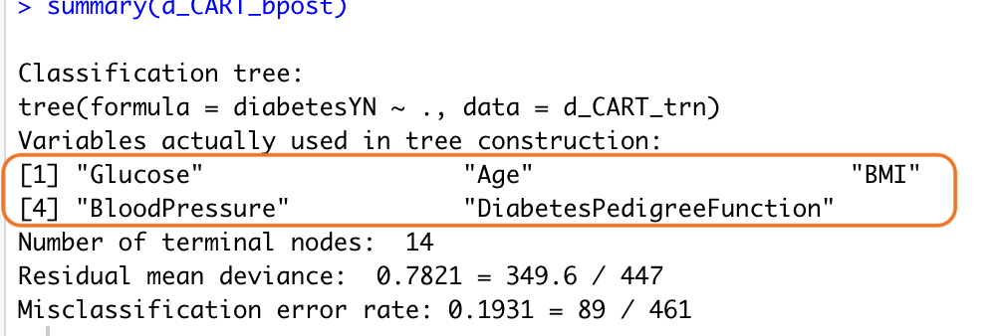 > summary(d_CART_bpost)
Classification tree:
tree(formula = diabetesYN ~ ., data = d_CART_trn)
Variables actually used in tree construction:
[1] "Glucose" "Age" "BMI"
[4] "BloodPressure" "DiabetesPedigreeFunction"
Number of terminal nodes:  14
Residual mean deviance:  0.7821 = 349.6 / 447
Misclassification error rate: 0.1931 = 89 / 461